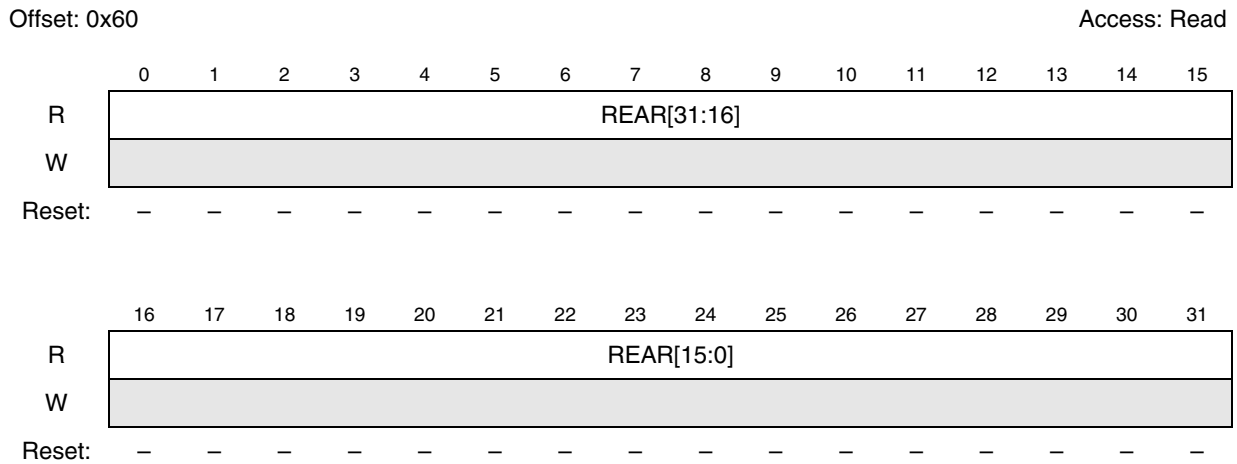 Offset: 0x60 Access: Read
0 1 2 3 4 5 6 7 8 9 10 11 12 13 14 15
R REAR[31:16]
W
Reset: – – – – – – – – – – – – – – – –
16 17 18 19 20 21 22 23 24 25 26 27 28 29 30 31
R REAR[15:0]
W
Reset: – – – – – – – – – – – – – – – –